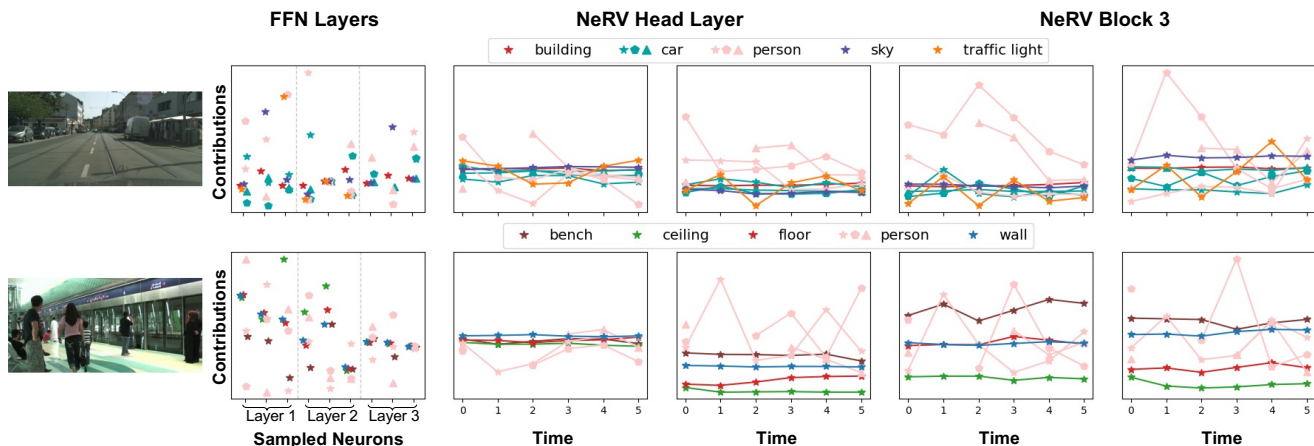 FFN Layers NeRV Head Layer NeRV Block 3
building car person sky traffic light
Contributions
bench ceiling floor person wall
Contributions
0 1 2 3 4 5 0 1 2 3 4 5 0 1 2 3 4 5 0 1 2 3 4 5
Layer 1 Layer 2 Layer 3
Sampled Neurons Time Time Time Time